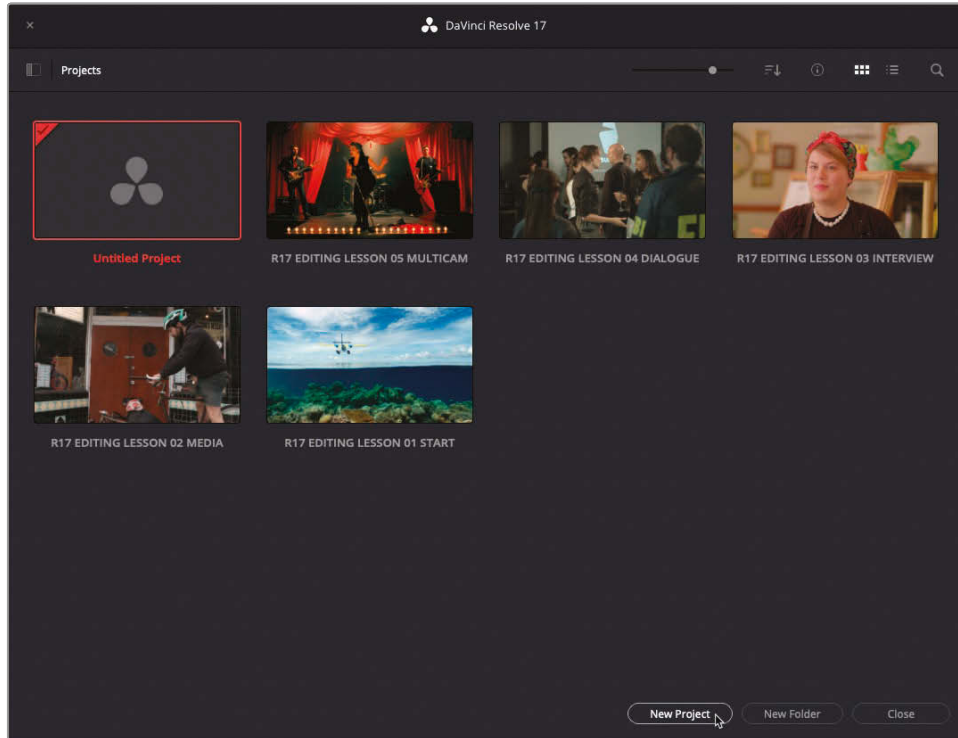 DaVinci Resolve 17
Projects
Untitled Project
R17 EDITING LESSON 05 MULTICAM
R17 EDITING LESSON 04 DIALOGUE
R17 EDITING LESSON 03 INTERVIEW
R17 EDITING LESSON 02 MEDIA
R17 EDITING LESSON 01 START
New Project
New Folder
Close